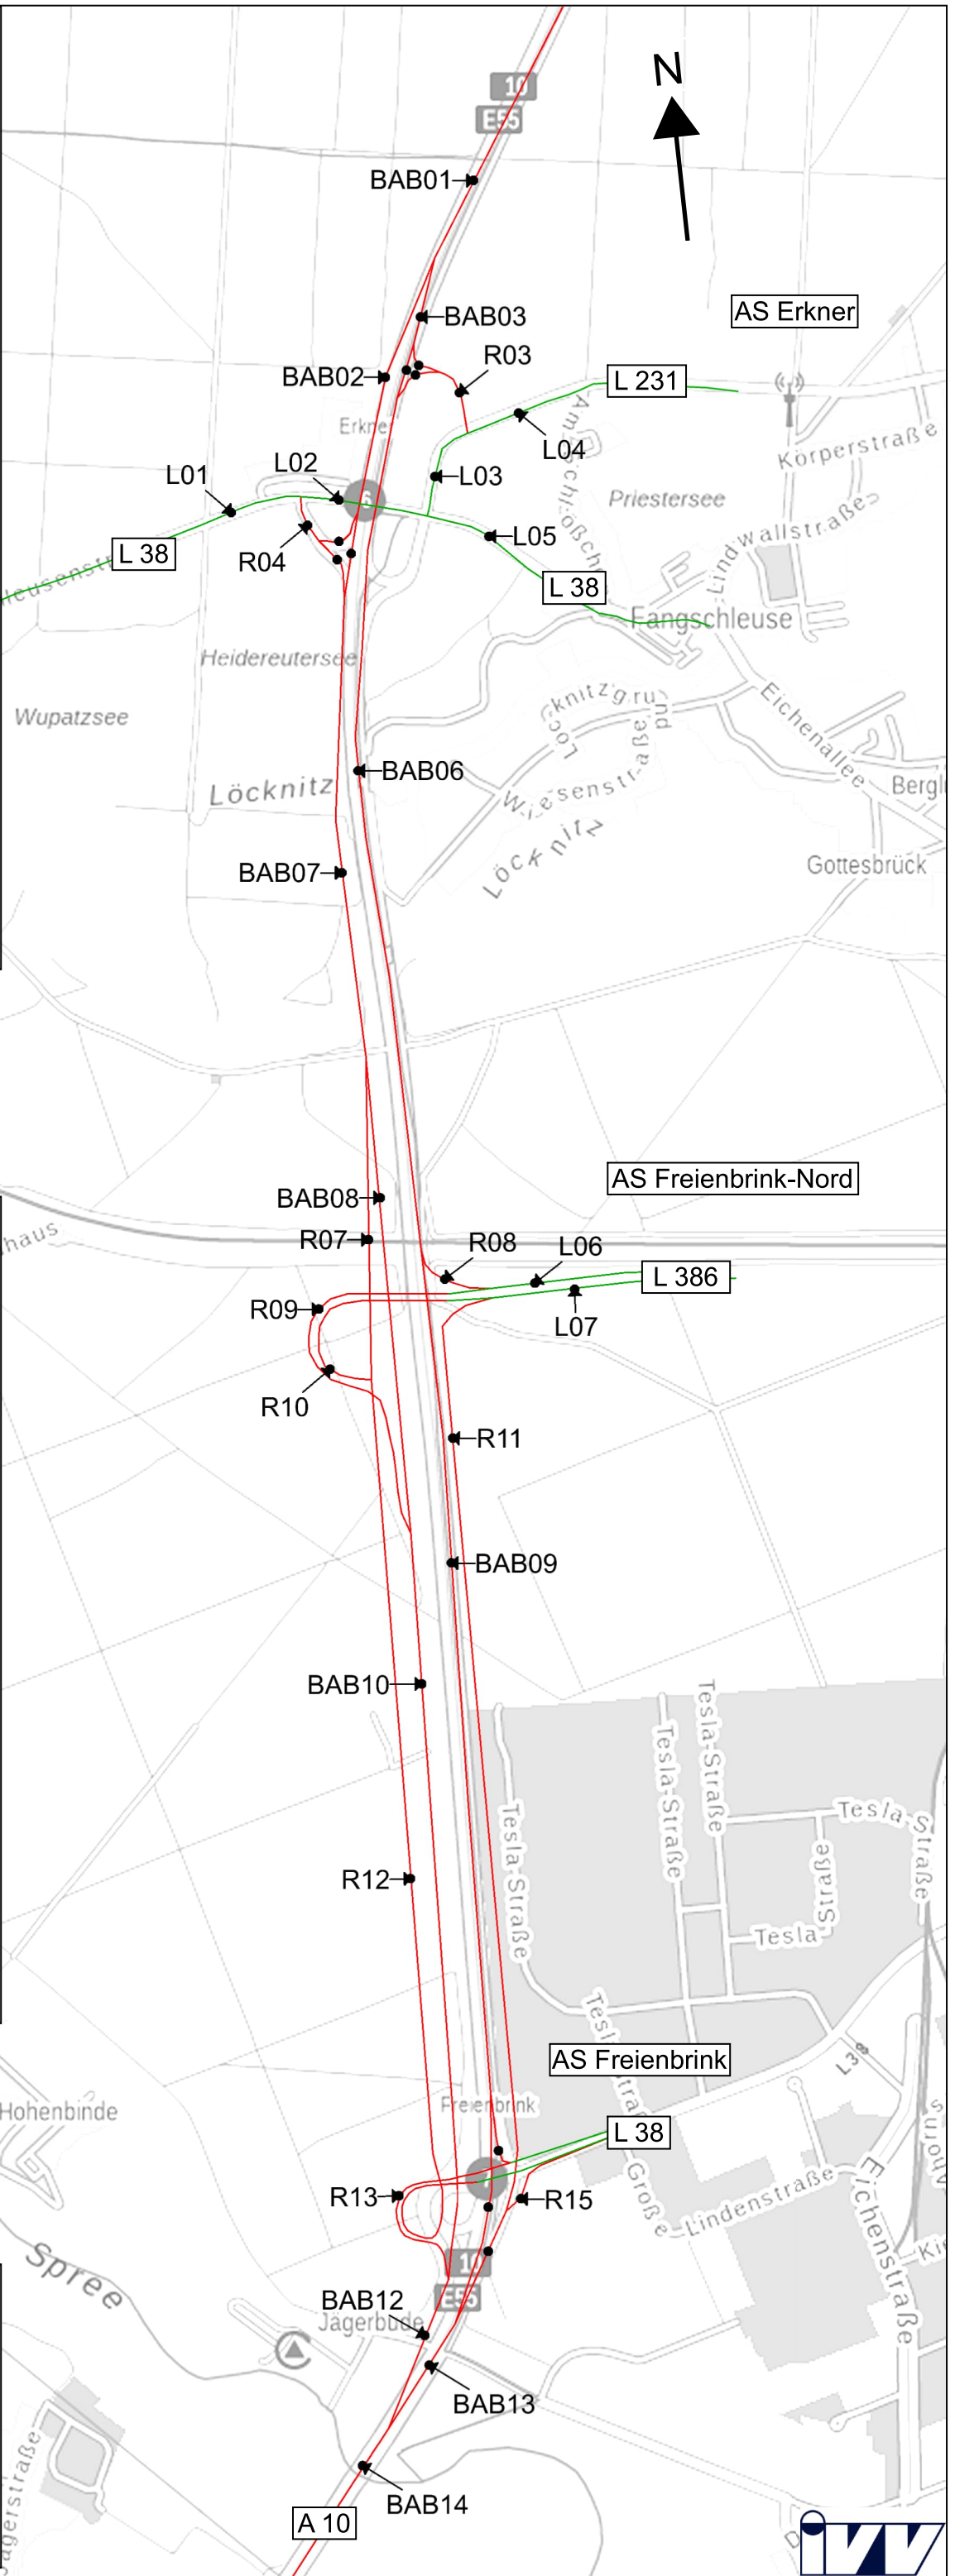 10
E55
N
BAB01
AS Erkner
BAB03
R03
BAB02
L 231
L04
L01
L02
L03
Körperstraße
Priestersee
6
L05
R04
L 38
L 38
Lindwallstraße
Fangschleuse
Heidereutersee
Wupatzsee
Löcknitzgrund
Eichenallee
BAB06
Löcknitz
Wiesenstraße
Löcknitz
Gottesbrück
BAB07
AS Freienbrink-Nord
BAB08
R07
R08
L06
L 386
R09
L07
R10
R11
BAB09
BAB10
Tesla-Straße
Tesla-Straße
Tesla-Straße
Tesla-Straße
Tesla-Straße
R12
AS Freienbrink
L38
Hohenbinde
Freienbrink
L 38
R13
R15
Große
Lindenstraße
Eichenstraße
Spree
10
E55
BAB12
Jägerbude
BAB13
BAB14
A 10
ivv